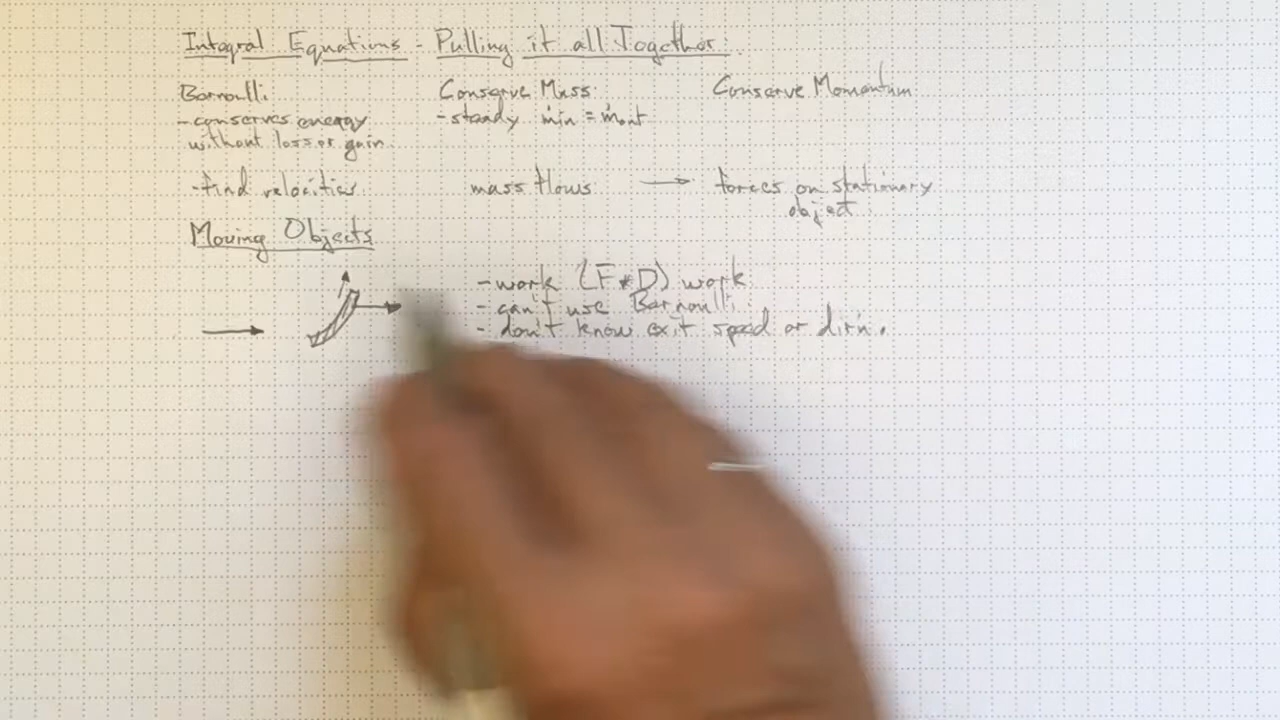 Integral Equations - Pulling it all Together.
Bernoulli Conserve Mass Conserve Momentum
- conserves energy - steady ṁin = ṁout
without loss or gain.
- find velocities mass flows → forces on stationary
object.
Moving Objects
- work (F*D) work
- can't use Bernoulli.
- don't know exit speed or dir'n.